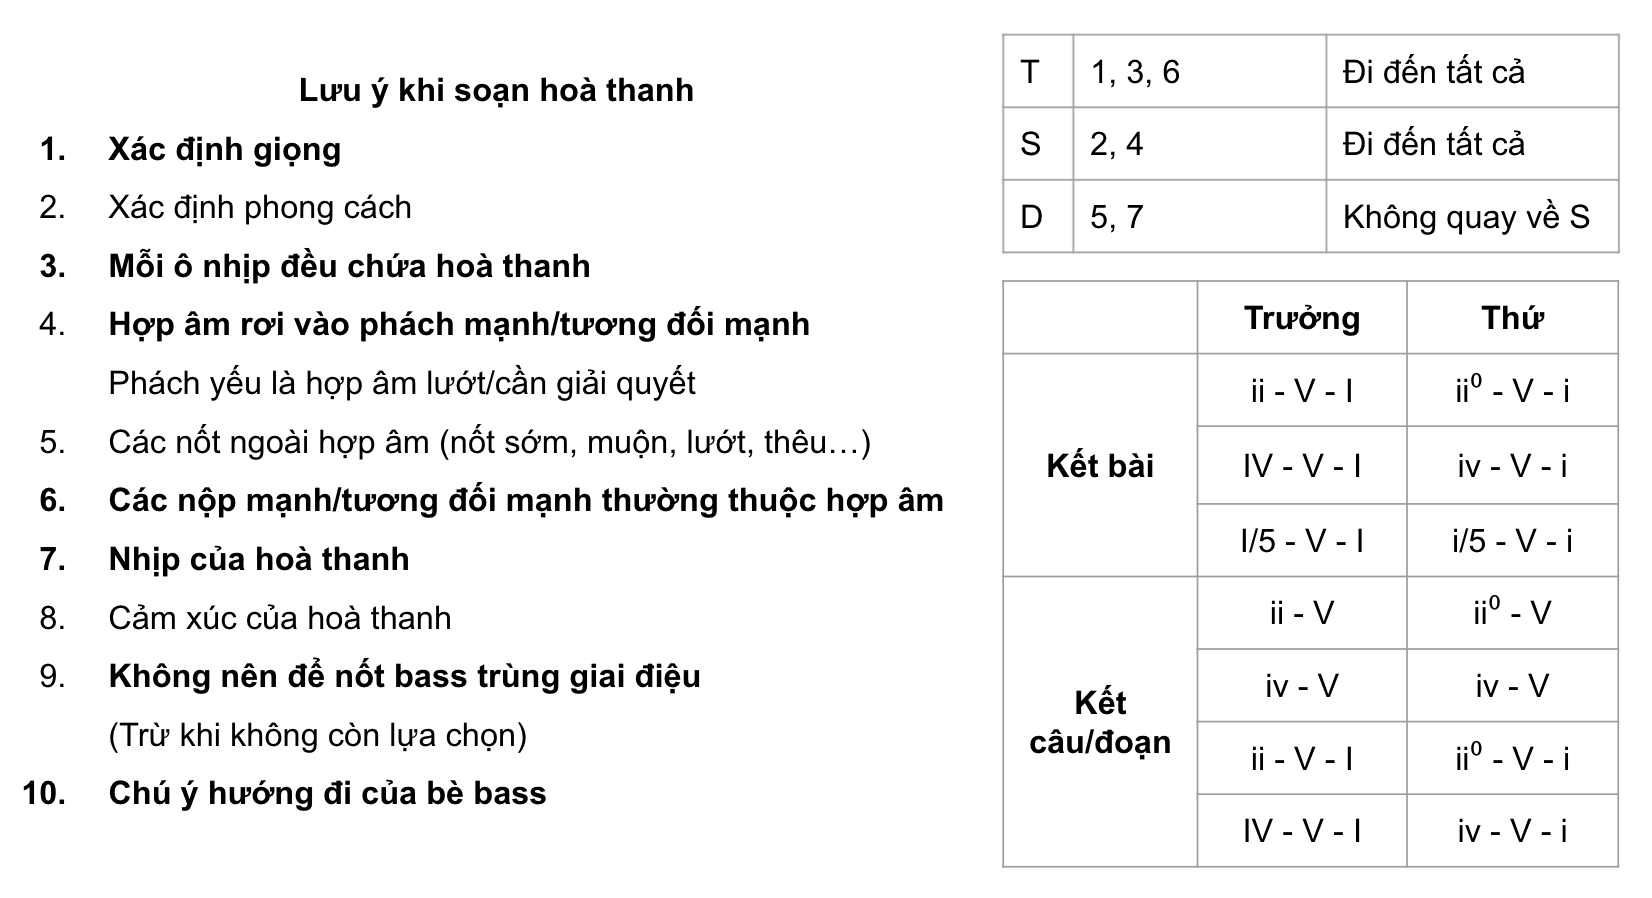 Lưu ý khi soạn hoà thanh
1. Xác định giọng
2. Xác định phong cách
3. Mỗi ô nhịp đều chứa hoà thanh
4. Hợp âm rơi vào phách mạnh/tương đối mạnh
Phách yếu là hợp âm lướt/cần giải quyết
5. Các nốt ngoài hợp âm (nốt sớm, muộn, lướt, thêu…)
6. Các nộp mạnh/tương đối mạnh thường thuộc hợp âm
7. Nhịp của hoà thanh
8. Cảm xúc của hoà thanh
9. Không nên để nốt bass trùng giai điệu
(Trừ khi không còn lựa chọn)
10. Chú ý hướng đi của bè bass
T 1, 3, 6 Đi đến tất cả
S 2, 4 Đi đến tất cả
D 5, 7 Không quay về S
Trưởng Thứ
Kết bài
ii - V - I ii⁰ - V - i
IV - V - I iv - V - i
I/5 - V - I i/5 - V - i
Kết
câu/đoạn
ii - V ii⁰ - V
iv - V iv - V
ii - V - I ii⁰ - V - i
IV - V - I iv - V - i